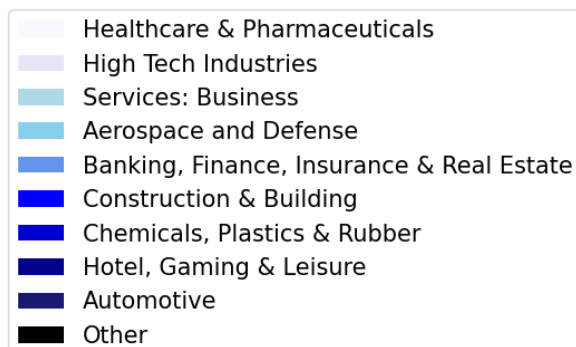 Healthcare & Pharmaceuticals
High Tech Industries
Services: Business
Aerospace and Defense
Banking, Finance, Insurance & Real Estate
Construction & Building
Chemicals, Plastics & Rubber
Hotel, Gaming & Leisure
Automotive
Other